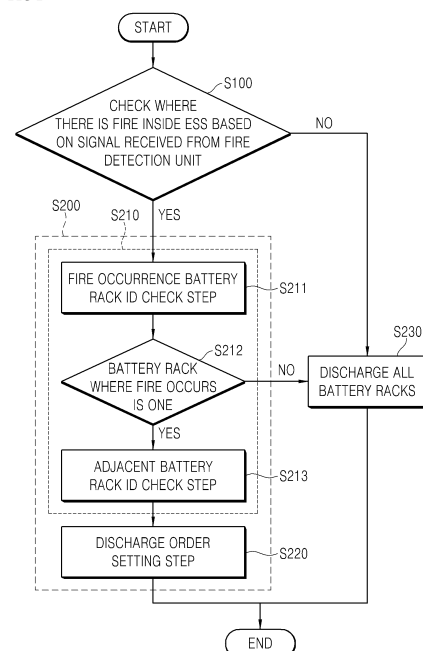 START
S100
CHECK WHERE
THERE IS FIRE INSIDE ESS BASED
ON SIGNAL RECEIVED FROM FIRE
DETECTION UNIT
NO
YES
S200
S210
FIRE OCCURRENCE BATTERY
RACK ID CHECK STEP
S211
S212
BATTERY RACK
WHERE FIRE OCCURS
IS ONE
NO
S230
DISCHARGE ALL
BATTERY RACKS
YES
ADJACENT BATTERY
RACK ID CHECK STEP
S213
DISCHARGE ORDER
SETTING STEP
S220
END